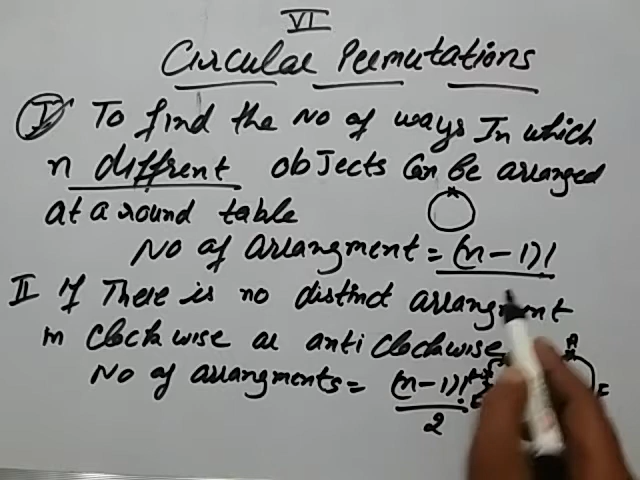 VI
Circular Permutations
I To find the No of ways In which
n diffrent objects Can be arranged
at a round table
No of arrangment = (n-1)!
II If There is no distinct arrangment
in Clockwise or anticlockwise
No of arrangments = (n-1)!
2
A